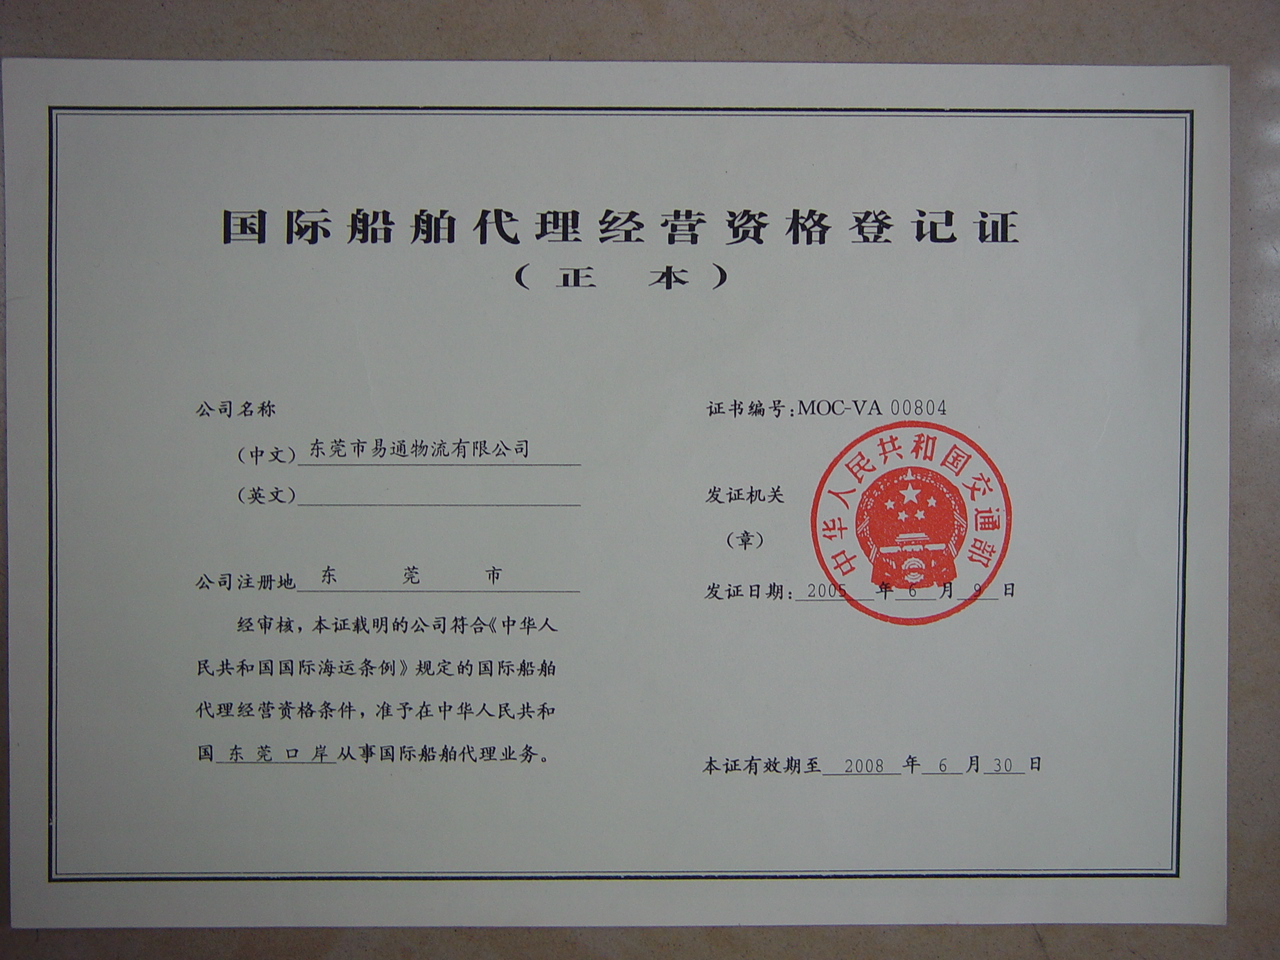 国际船舶代理经营资格登记证
（正 本）
公司名称
（中文）东莞市易通物流有限公司
（英文）
公司注册地 东 莞 市
经审核，本证载明的公司符合《中华人
民共和国国际海运条例》规定的国际船舶
代理经营资格条件，准予在中华人民共和
国 东 莞 口 岸 从事国际船舶代理业务。
证书编号:MOC-VA 00804
中华人民共和国交通部
发证机关
（章）
发证日期: 2005 年 6 月 9 日
本证有效期至 2008 年 6 月 30 日